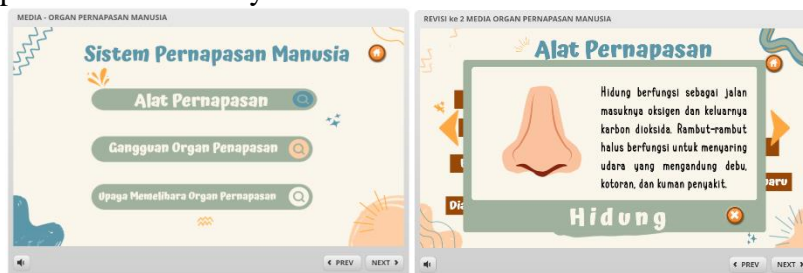 MEDIA - ORGAN PERNAPASAN MANUSIA
Sistem Pernapasan Manusia
Alat Pernapasan
Gangguan Organ Penapasan
Upaya Memelihara Organ Pernapasan
PREV NEXT
REVISI ke 2 MEDIA ORGAN PERNAPASAN MANUSIA
Alat Pernapasan
Hidung berfungsi sebagai jalan
masuknya oksigen dan keluarnya
karbon dioksida. Rambut-rambut
halus berfungsi untuk menyaring
udara yang mengandung debu,
kotoran, dan kuman penyakit.
Hidung
PREV NEXT